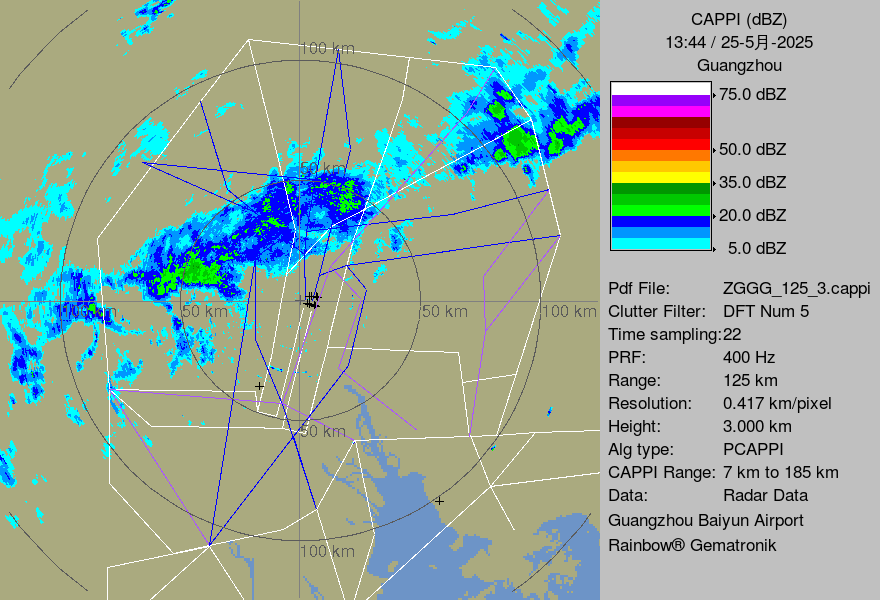 100 km
50 km
100 km
50 km
50 km
100 km
50 km
100 km
CAPPI (dBZ)
13:44 / 25-5月-2025
Guangzhou
75.0 dBZ
50.0 dBZ
35.0 dBZ
20.0 dBZ
5.0 dBZ
Pdf File: ZGGG_125_3.cappi
Clutter Filter: DFT Num 5
Time sampling:22
PRF: 400 Hz
Range: 125 km
Resolution: 0.417 km/pixel
Height: 3.000 km
Alg type: PCAPPI
CAPPI Range: 7 km to 185 km
Data: Radar Data
Guangzhou Baiyun Airport
Rainbow® Gematronik